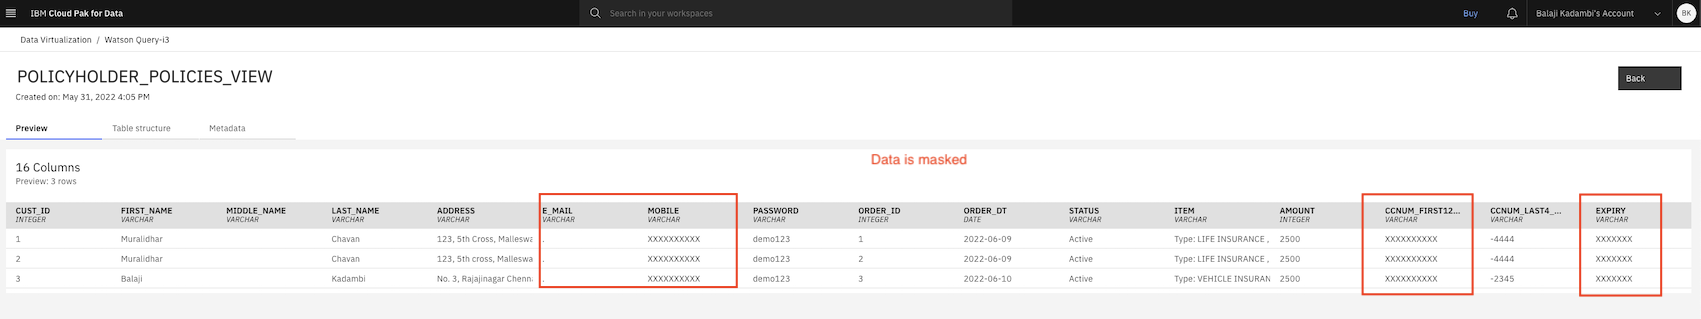 IBM Cloud Pak for Data Search in your workspaces Buy Balaji Kadambi's Account BK
Data Virtualization / Watson Query-i3
POLICYHOLDER_POLICIES_VIEW
Back
Created on: May 31, 2022 4:05 PM
Preview Table structure Metadata
Data is masked
16 Columns
Preview: 3 rows
CUST_ID FIRST_NAME MIDDLE_NAME LAST_NAME ADDRESS E_MAIL MOBILE PASSWORD ORDER_ID ORDER_DT STATUS ITEM AMOUNT CCNUM_FIRST12... CCNUM_LAST4_... EXPIRY
INTEGER VARCHAR VARCHAR VARCHAR VARCHAR VARCHAR VARCHAR VARCHAR INTEGER DATE VARCHAR VARCHAR INTEGER VARCHAR VARCHAR VARCHAR
1 Muralidhar Chavan 123, 5th Cross, Malleswa . XXXXXXXXXX demo123 1 2022-06-09 Active Type: LIFE INSURANCE , 2500 XXXXXXXXXX -4444 XXXXXXX
2 Muralidhar Chavan 123, 5th cross, Malleswa . XXXXXXXXXX demo123 2 2022-06-09 Active Type: LIFE INSURANCE , 2500 XXXXXXXXXX -4444 XXXXXXX
3 Balaji Kadambi No. 3, Rajajinagar Chenn . XXXXXXXXXX demo123 3 2022-06-10 Active Type: VEHICLE INSURAN 2500 XXXXXXXXXX -2345 XXXXXXX